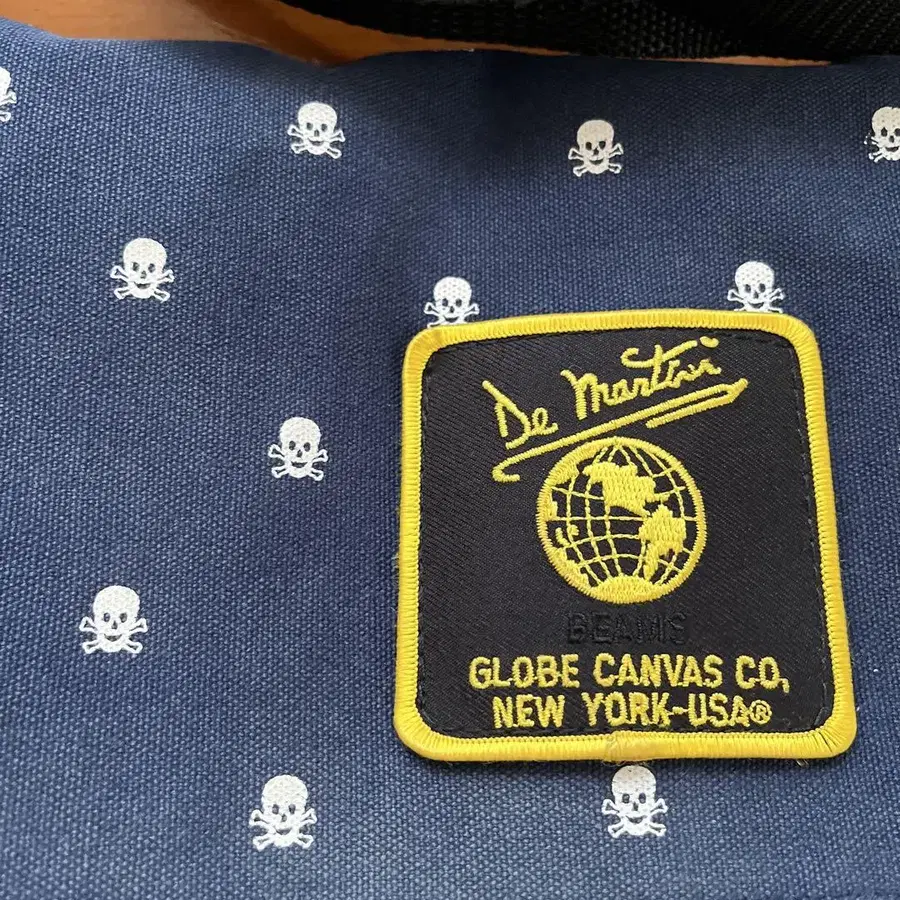 De Martini
BEAMS
GLOBE CANVAS CO,
NEW YORK-USA®